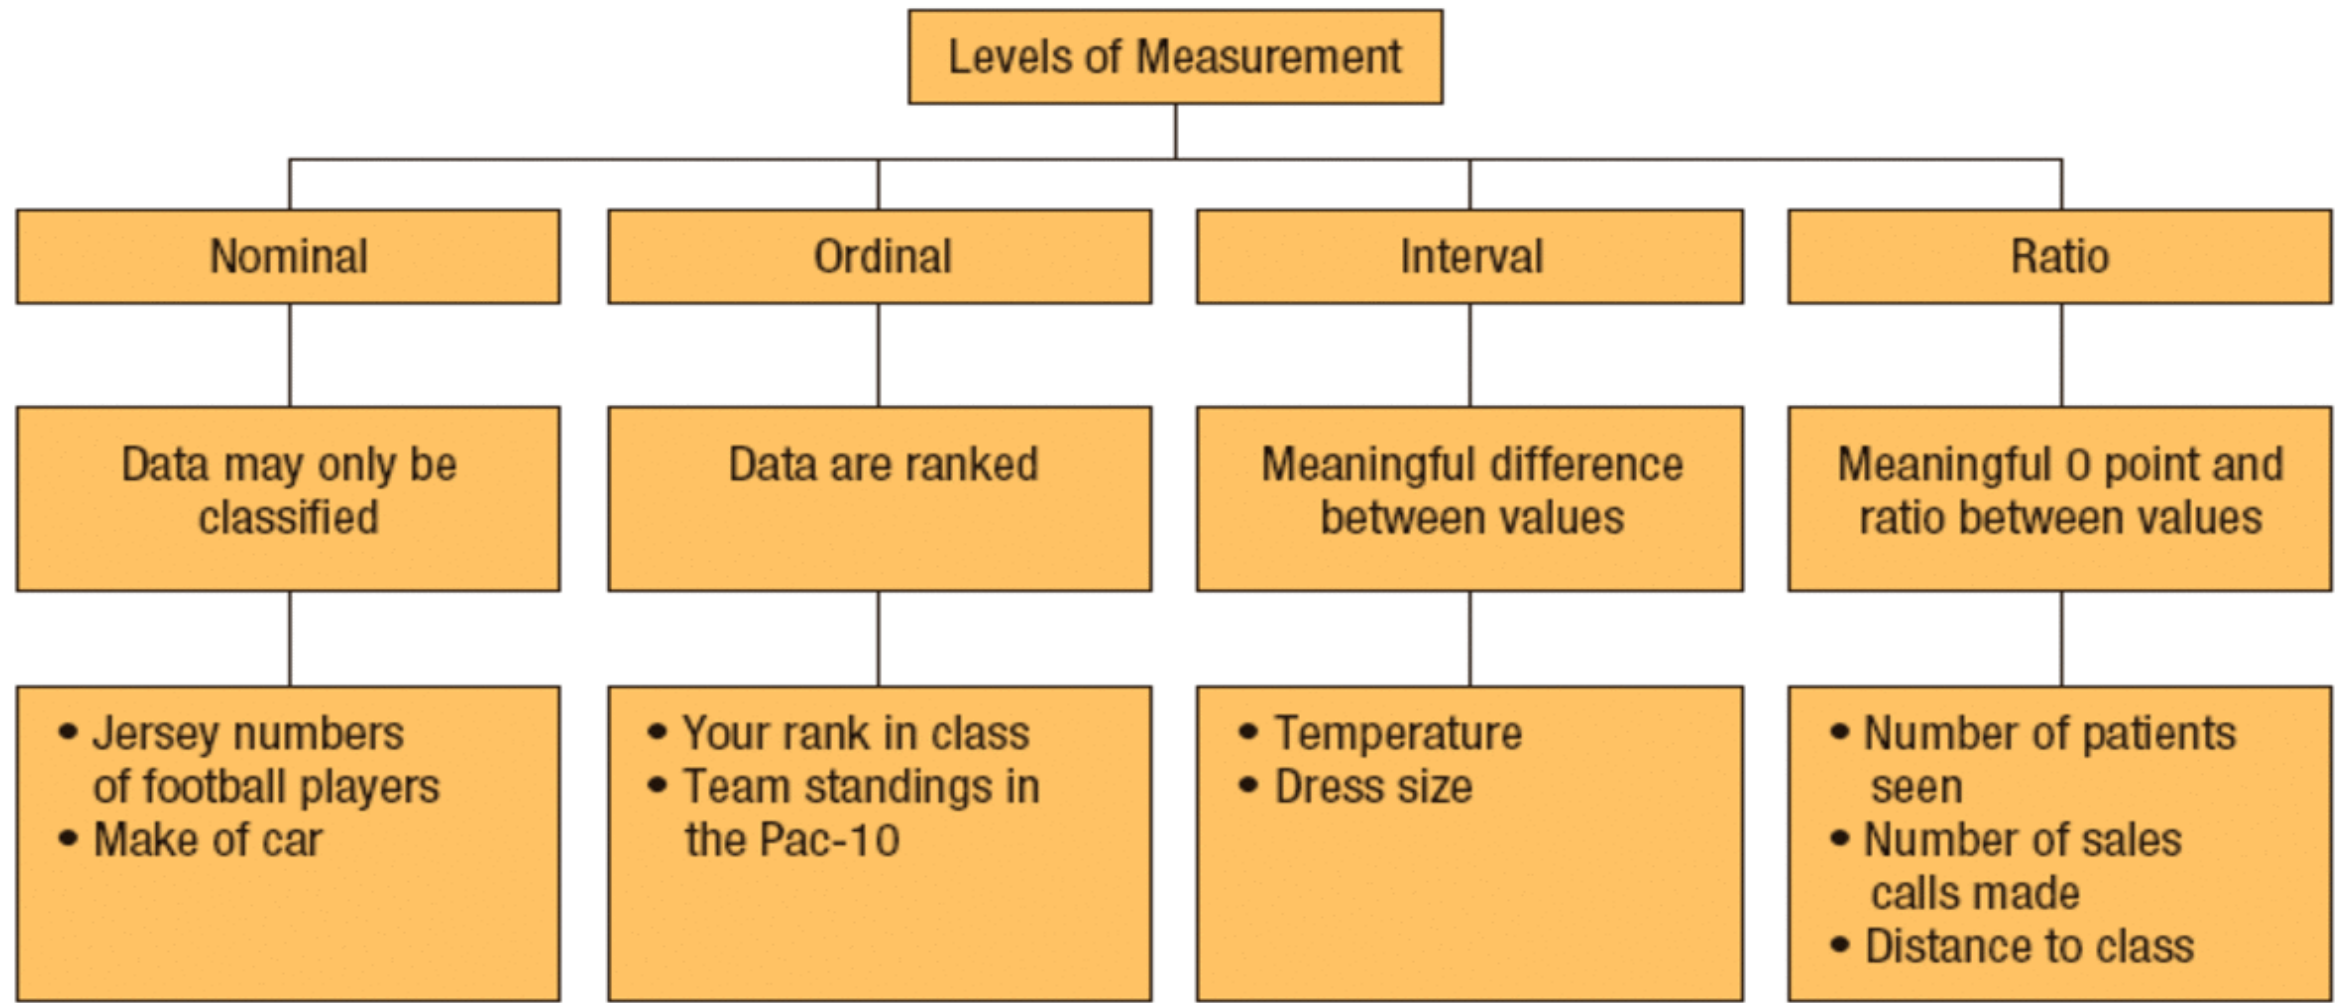 Levels of Measurement
Nominal
Ordinal
Interval
Ratio
Data may only be
classified
Data are ranked
Meaningful difference
between values
Meaningful 0 point and
ratio between values
• Jersey numbers
of football players
• Make of car
• Your rank in class
• Team standings in
the Pac-10
• Temperature
• Dress size
• Number of patients
seen
• Number of sales
calls made
• Distance to class